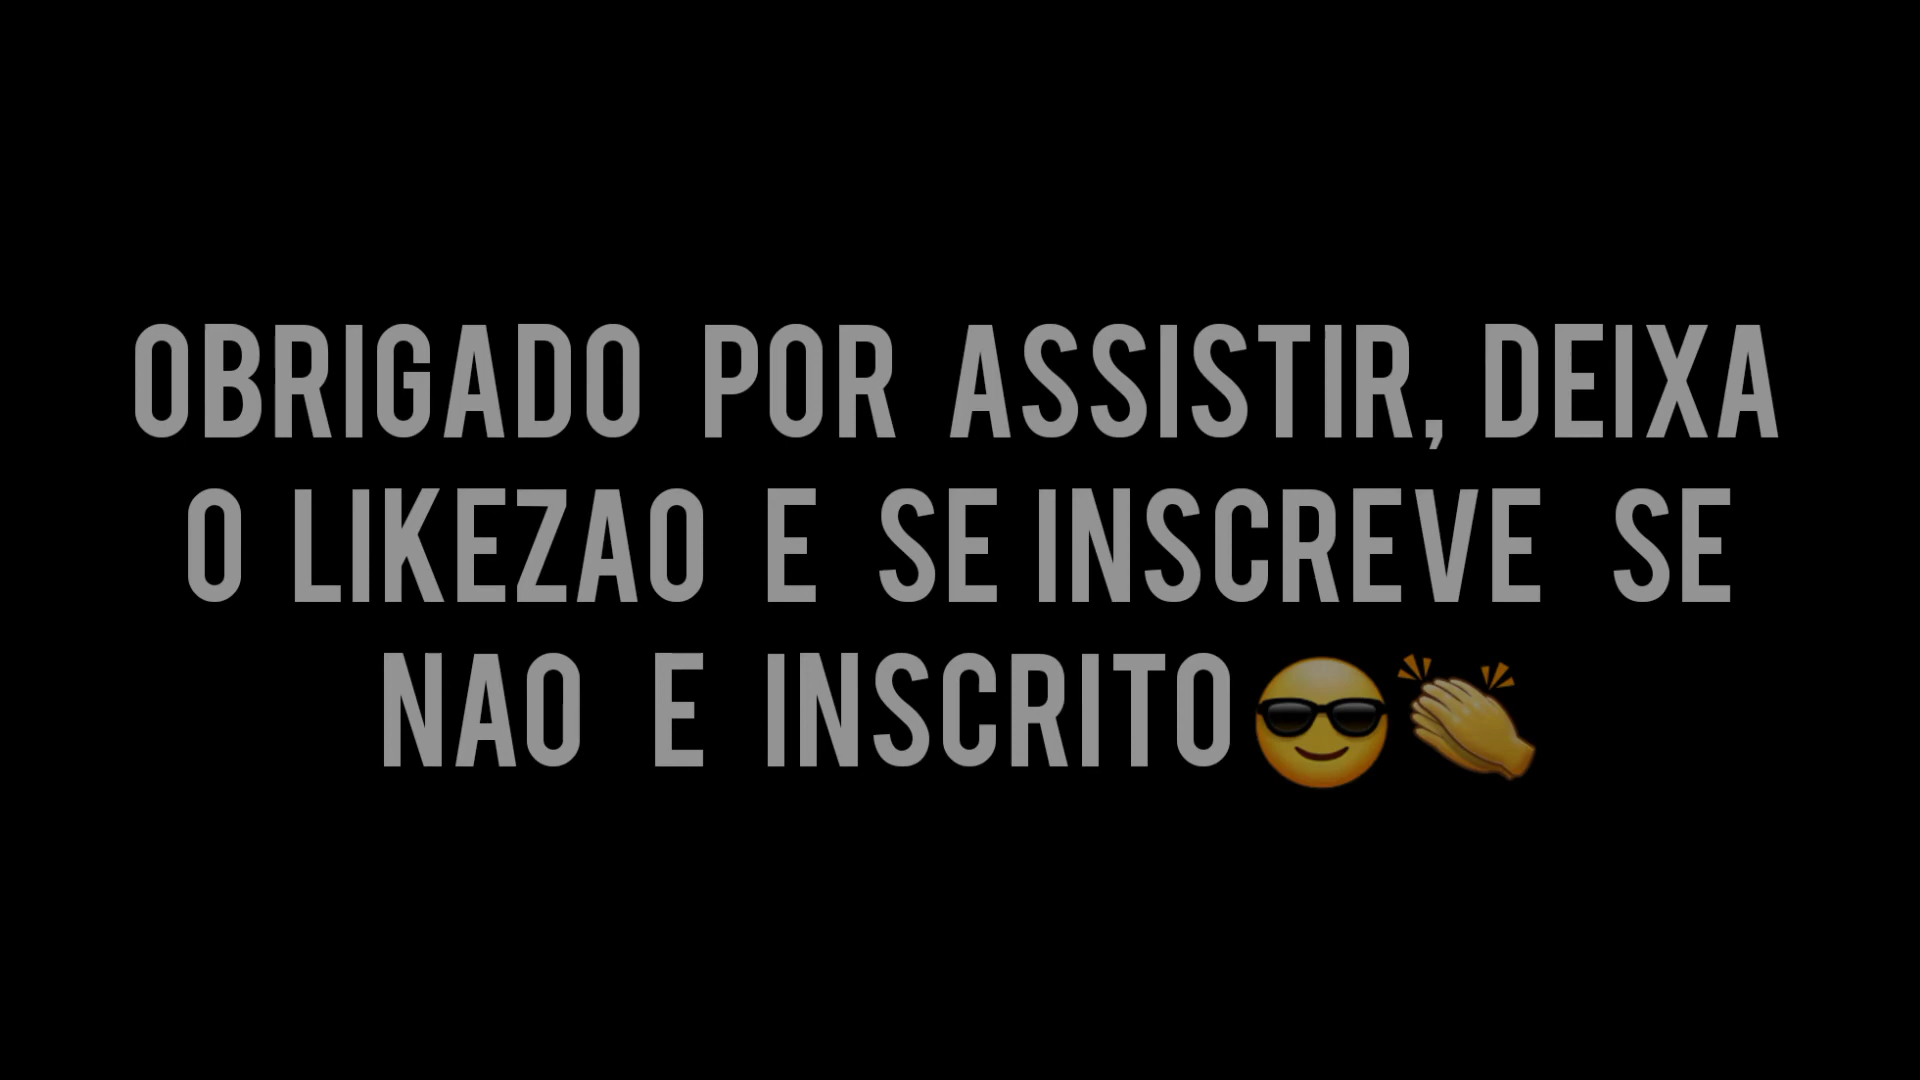 OBRIGADO POR ASSISTIR, DEIXA
O LIKEZAO E SE INSCREVE SE
NAO E INSCRITO😎👏